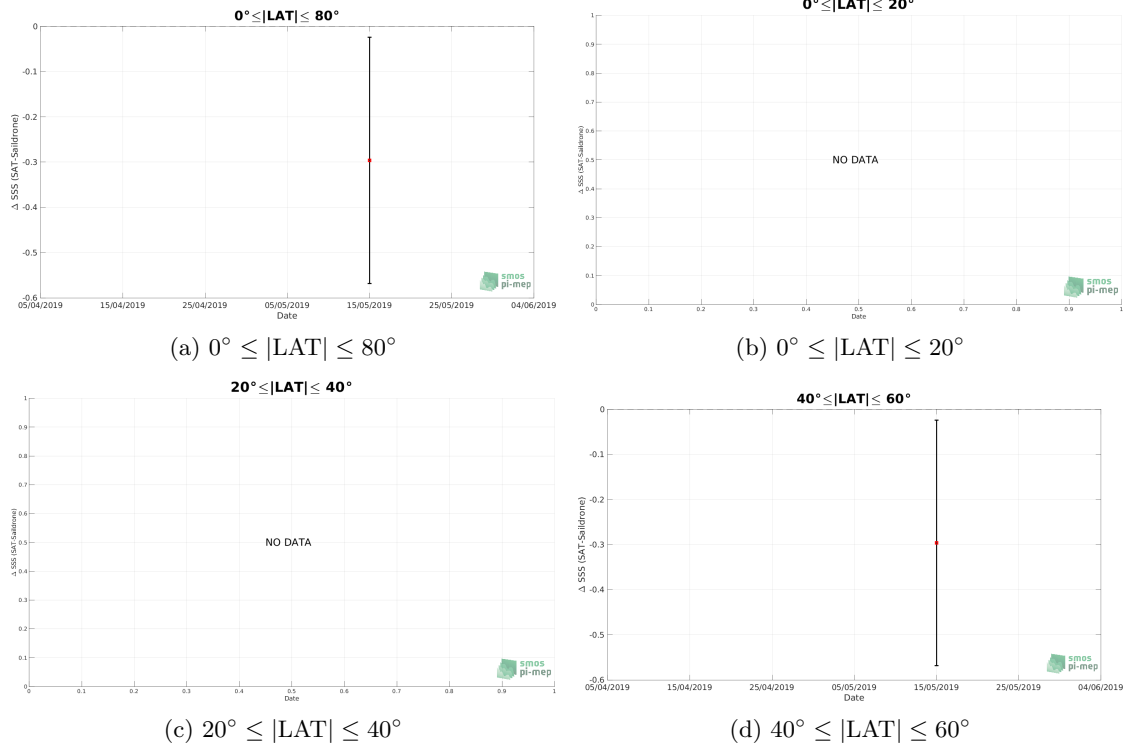 0°≤|LAT|≤ 80°
0
-0.1
-0.2
-0.3
-0.4
-0.5
-0.6
Δ SSS (SAT-Saildrone)
05/04/2019 15/04/2019 25/04/2019 05/05/2019 15/05/2019 25/05/2019 04/06/2019
Date
smos
pi-mep
(a) 0° ≤ |LAT| ≤ 80°
0°≤|LAT|≤ 20°
1
0.9
0.8
0.7
0.6
0.5
0.4
0.3
0.2
0.1
0
Δ SSS (SAT-Saildrone)
NO DATA
0 0.1 0.2 0.3 0.4 0.5 0.6 0.7 0.8 0.9 1
Date
smos
pi-mep
(b) 0° ≤ |LAT| ≤ 20°
20°≤|LAT|≤ 40°
1
0.9
0.8
0.7
0.6
0.5
0.4
0.3
0.2
0.1
0
Δ SSS (SAT-Saildrone)
NO DATA
0 0.1 0.2 0.3 0.4 0.5 0.6 0.7 0.8 0.9 1
Date
smos
pi-mep
(c) 20° ≤ |LAT| ≤ 40°
40°≤|LAT|≤ 60°
0
-0.1
-0.2
-0.3
-0.4
-0.5
-0.6
Δ SSS (SAT-Saildrone)
05/04/2019 15/04/2019 25/04/2019 05/05/2019 15/05/2019 25/05/2019 04/06/2019
Date
smos
pi-mep
(d) 40° ≤ |LAT| ≤ 60°